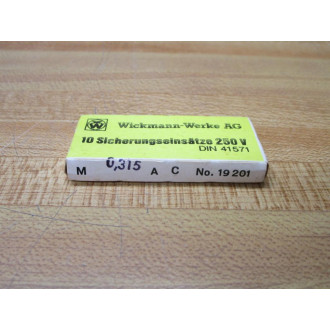 W
Wickmann-Werke AG
10 Sicherungseinsätze 250 V
DIN 41571
M 0,315 A C No. 19 201